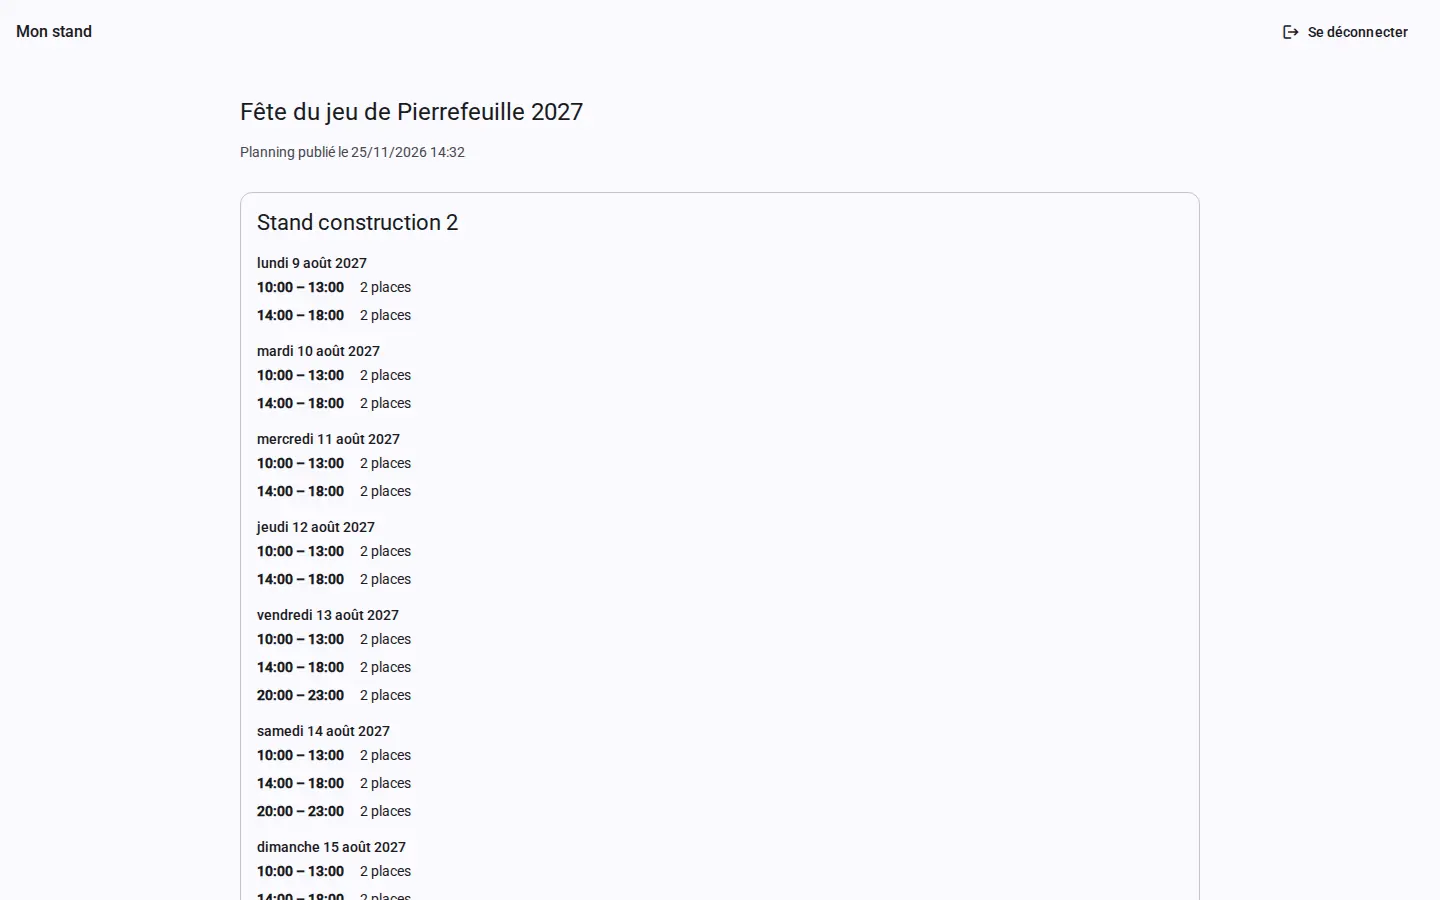 Mon stand
Se déconnecter
Fête du jeu de Pierrefeuille 2027
Planning publié le 25/11/2026 14:32
Stand construction 2
lundi 9 août 2027
10:00 – 13:00 2 places
14:00 – 18:00 2 places
mardi 10 août 2027
10:00 – 13:00 2 places
14:00 – 18:00 2 places
mercredi 11 août 2027
10:00 – 13:00 2 places
14:00 – 18:00 2 places
jeudi 12 août 2027
10:00 – 13:00 2 places
14:00 – 18:00 2 places
vendredi 13 août 2027
10:00 – 13:00 2 places
14:00 – 18:00 2 places
20:00 – 23:00 2 places
samedi 14 août 2027
10:00 – 13:00 2 places
14:00 – 18:00 2 places
20:00 – 23:00 2 places
dimanche 15 août 2027
10:00 – 13:00 2 places
14:00 – 18:00 2 places